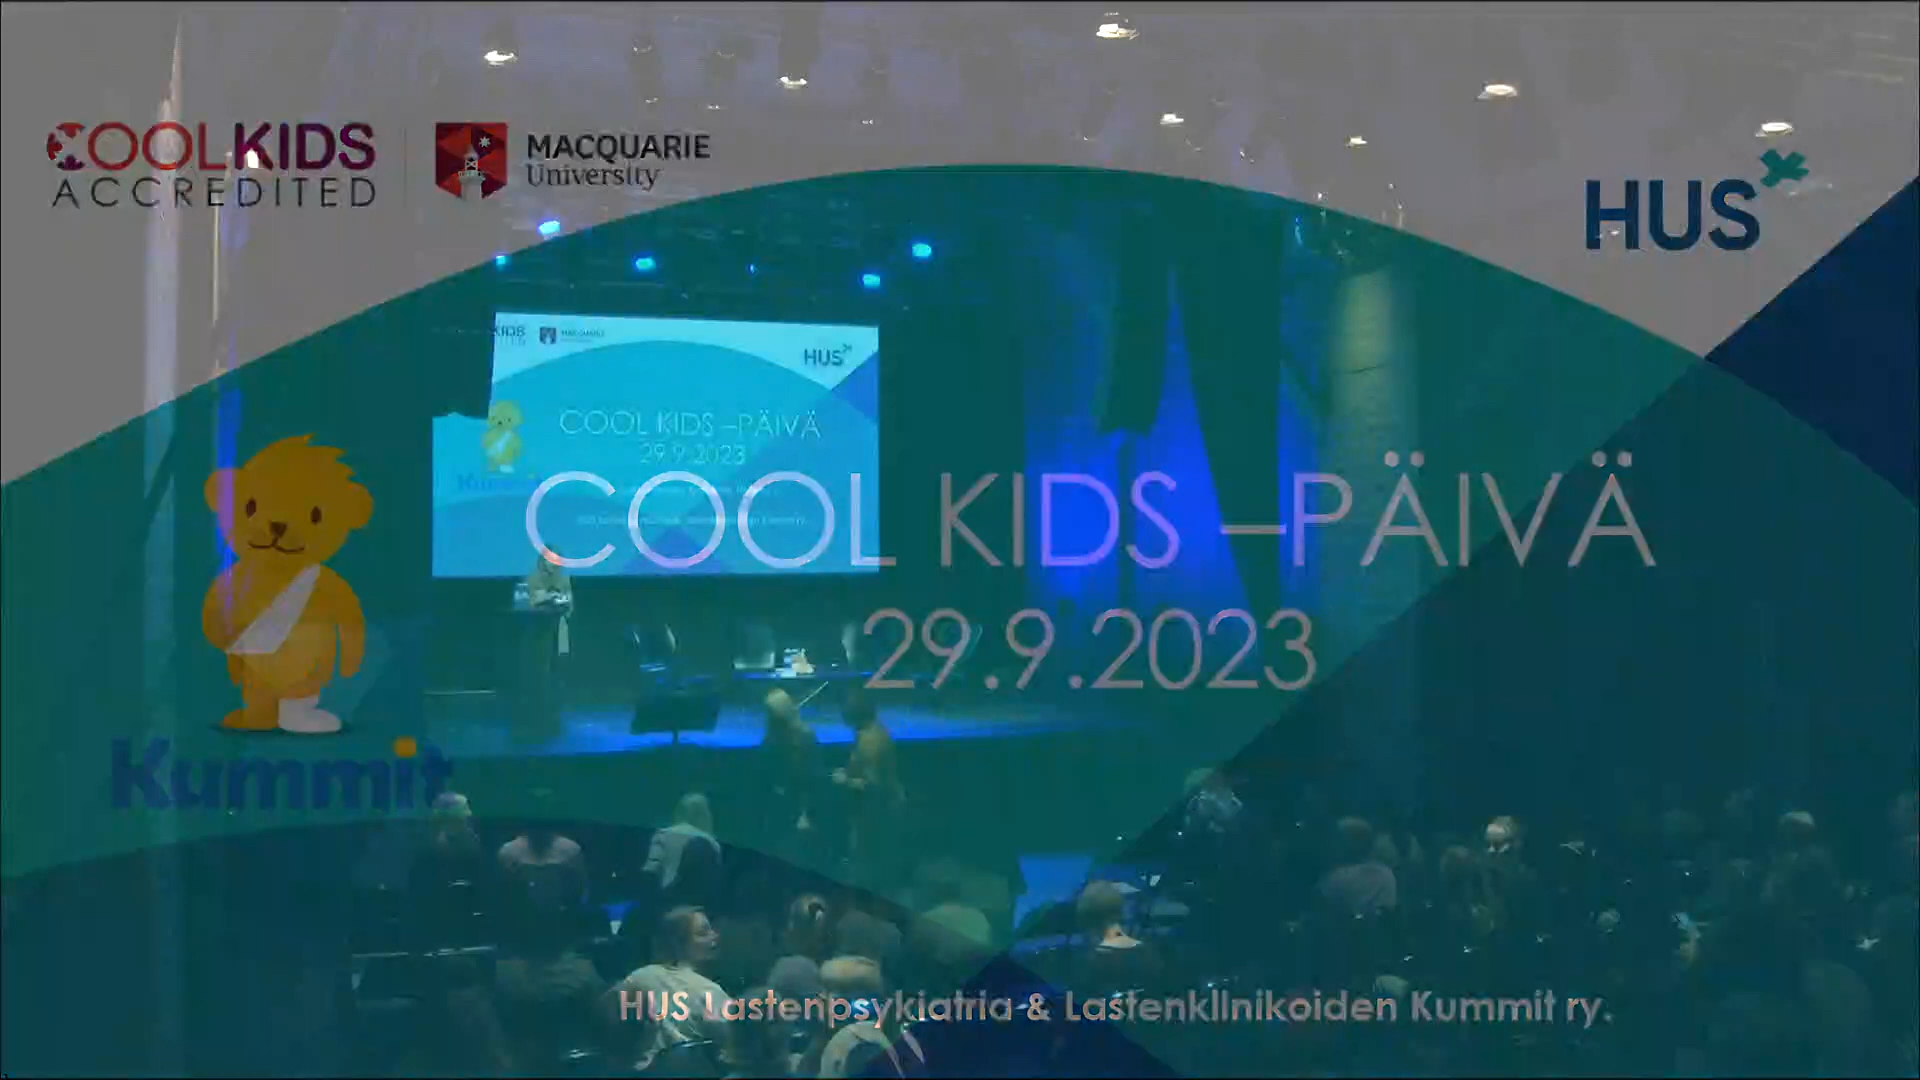 COOLKIDS
ACCREDITED
MACQUARIE
University
HUS
KIDS
HUS
COOL KIDS –PÄIVÄ
29.9.2023
COOL KIDS –PÄIVÄ
29.9.2023
Kummit
HUS Lastenpsykiatria & Lastenklinikoiden Kummit ry.